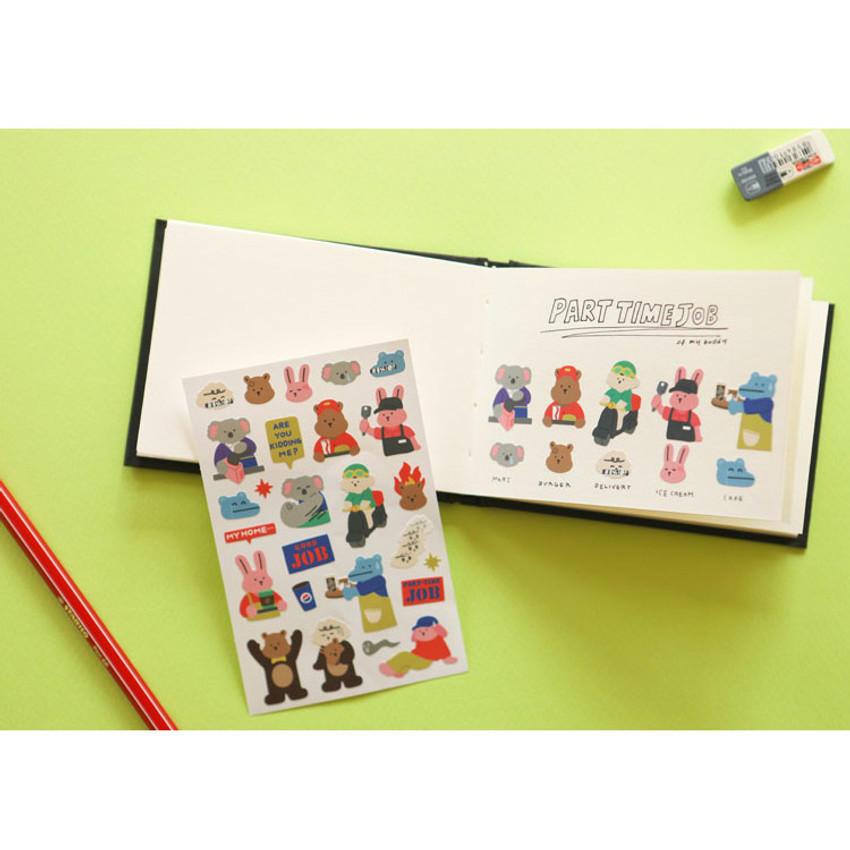 PART TIME JOB
of my buddy
MART
BURGER
DELIVERY
ICE CREAM
CAFE
ARE
YOU
KIDDING
ME?
MY HOME—
GOOD
JOB
PART-TIME
JOB
STABILO